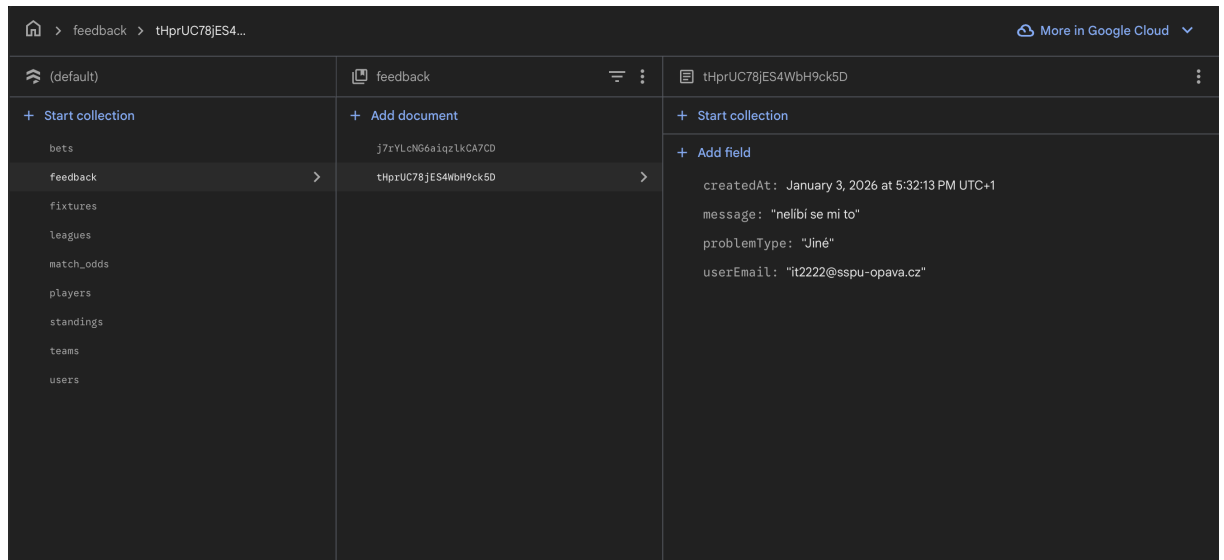 feedback > tHprUC78jES4...
More in Google Cloud
(default)
+ Start collection
bets
feedback
fixtures
leagues
match_odds
players
standings
teams
users
feedback
+ Add document
j7rYLcNG6aiqzlkCA7CD
tHprUC78jES4WbH9ck5D
tHprUC78jES4WbH9ck5D
+ Start collection
+ Add field
createdAt: January 3, 2026 at 5:32:13 PM UTC+1
message: "nelíbí se mi to"
problemType: "Jiné"
userEmail: "it2222@sspu-opava.cz"